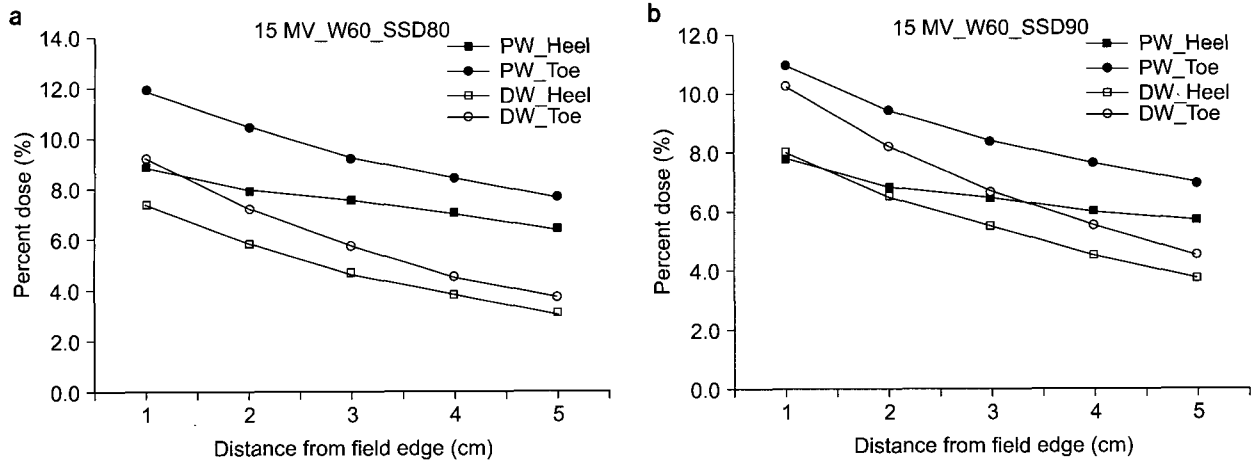 a
15 MV_W60_SSD80
PW_Heel
PW_Toe
DW_Heel
DW_Toe
14.0
12.0
10.0
8.0
6.0
4.0
2.0
0.0
Percent dose (%)
1 2 3 4 5
Distance from field edge (cm)
b
15 MV_W60_SSD90
PW_Heel
PW_Toe
DW_Heel
DW_Toe
12.0
10.0
8.0
6.0
4.0
2.0
0.0
Percent dose (%)
1 2 3 4 5
Distance from field edge (cm)